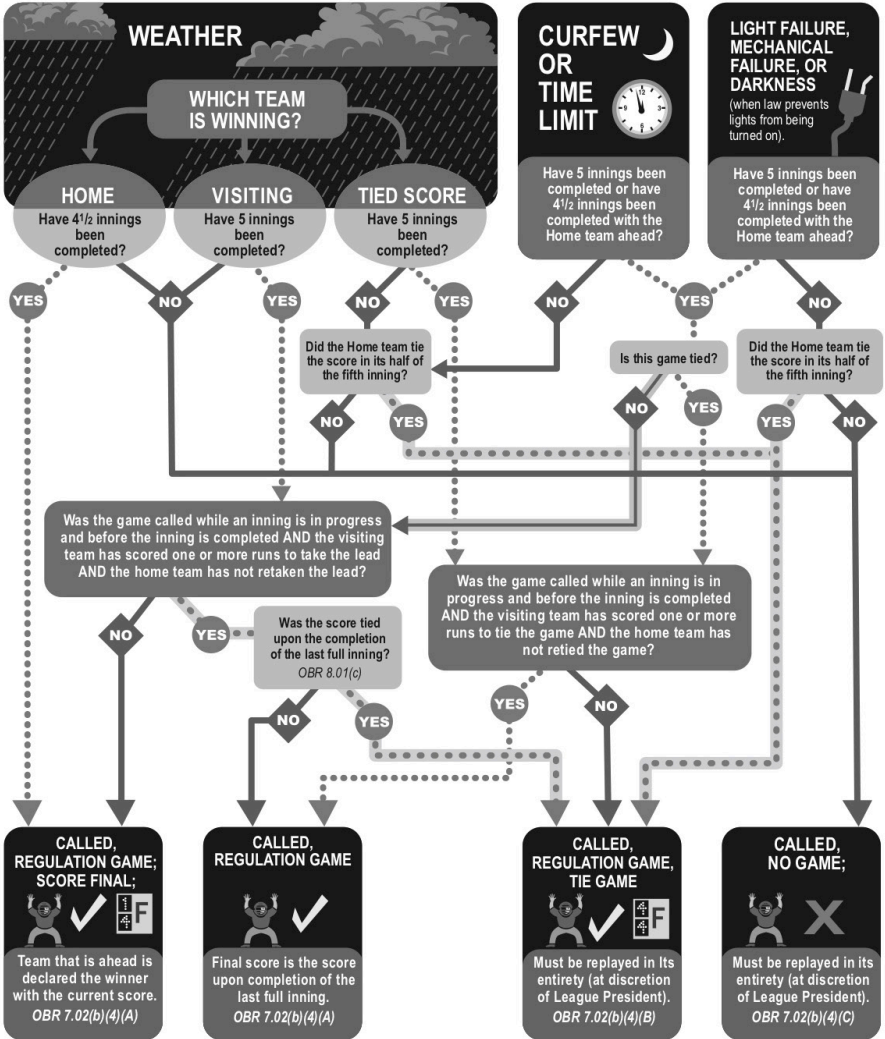 WEATHER
WHICH TEAM
IS WINNING?
HOME
Have 4 1/2 innings
been
completed?
VISITING
Have 5 innings
been
completed?
TIED SCORE
Have 5 innings
been
completed?
CURFEW
OR
TIME
LIMIT
12
3
6
9
Have 5 innings been
completed or have
4 1/2 innings been
completed with the
Home team ahead?
LIGHT FAILURE,
MECHANICAL
FAILURE, OR
DARKNESS
(when law prevents
lights from being
turned on).
Have 5 innings been
completed or have
4 1/2 innings been
completed with the
Home team ahead?
YES
NO
YES
NO
YES
NO
YES
NO
Did the Home team tie
the score in its half of
the fifth inning?
Is this game tied?
Did the Home team tie
the score in its half of
the fifth inning?
NO
YES
NO
YES
YES
NO
Was the game called while an inning is in progress
and before the inning is completed AND the visiting
team has scored one or more runs to take the lead
AND the home team has not retaken the lead?
Was the game called while an inning is in
progress and before the inning is completed
AND the visiting team has scored one or more
runs to tie the game AND the home team has
not retied the game?
NO
YES
Was the score tied
upon the completion
of the last full inning?
OBR 8.01(c)
NO
YES
YES
NO
CALLED,
REGULATION GAME;
SCORE FINAL;
1
4
F
Team that is ahead is
declared the winner
with the current score.
OBR 7.02(b)(4)(A)
CALLED,
REGULATION GAME
Final score is the score
upon completion of the
last full inning.
OBR 7.02(b)(4)(A)
CALLED,
REGULATION GAME,
TIE GAME
4
4
F
Must be replayed in Its
entirety (at discretion
of League President).
OBR 7.02(b)(4)(B)
CALLED,
NO GAME;
X
Must be replayed in its
entirety (at discretion
of League President).
OBR 7.02(b)(4)(C)